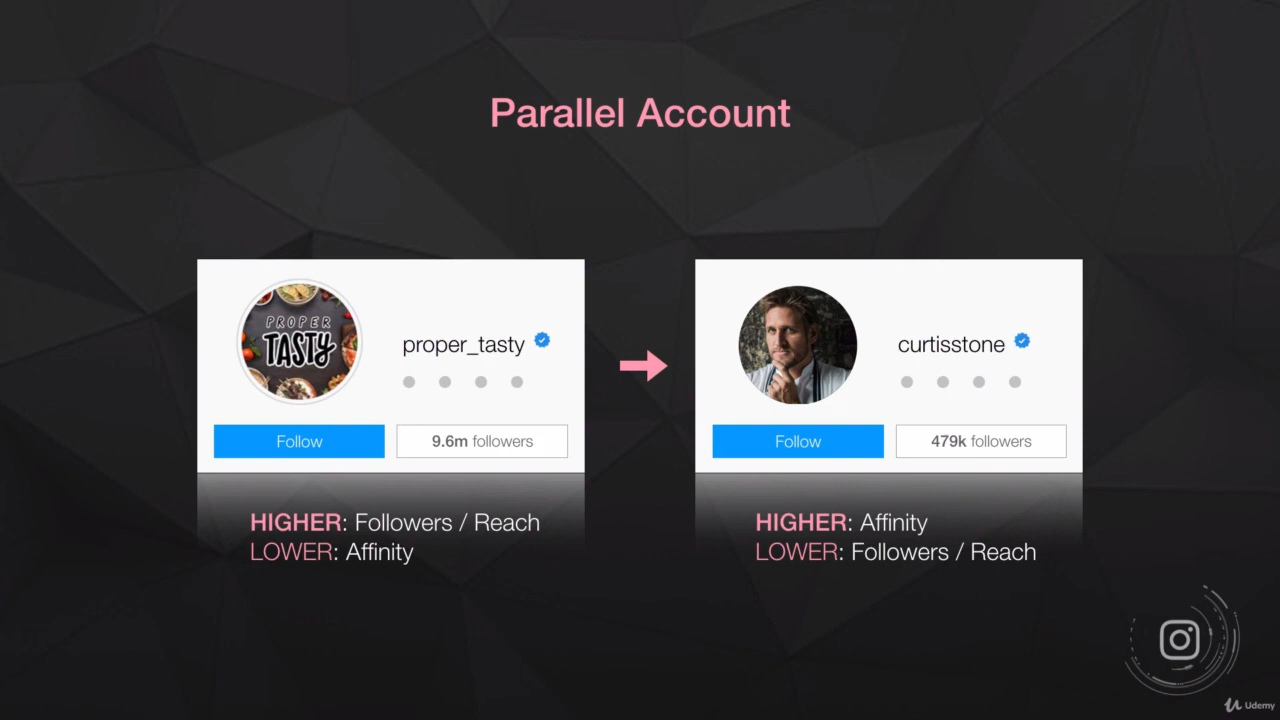 Parallel Account
PROPER
TASTY
proper_tasty
Follow
9.6m followers
HIGHER: Followers / Reach
LOWER: Affinity
curtisstone
Follow
479k followers
HIGHER: Affinity
LOWER: Followers / Reach
Udemy